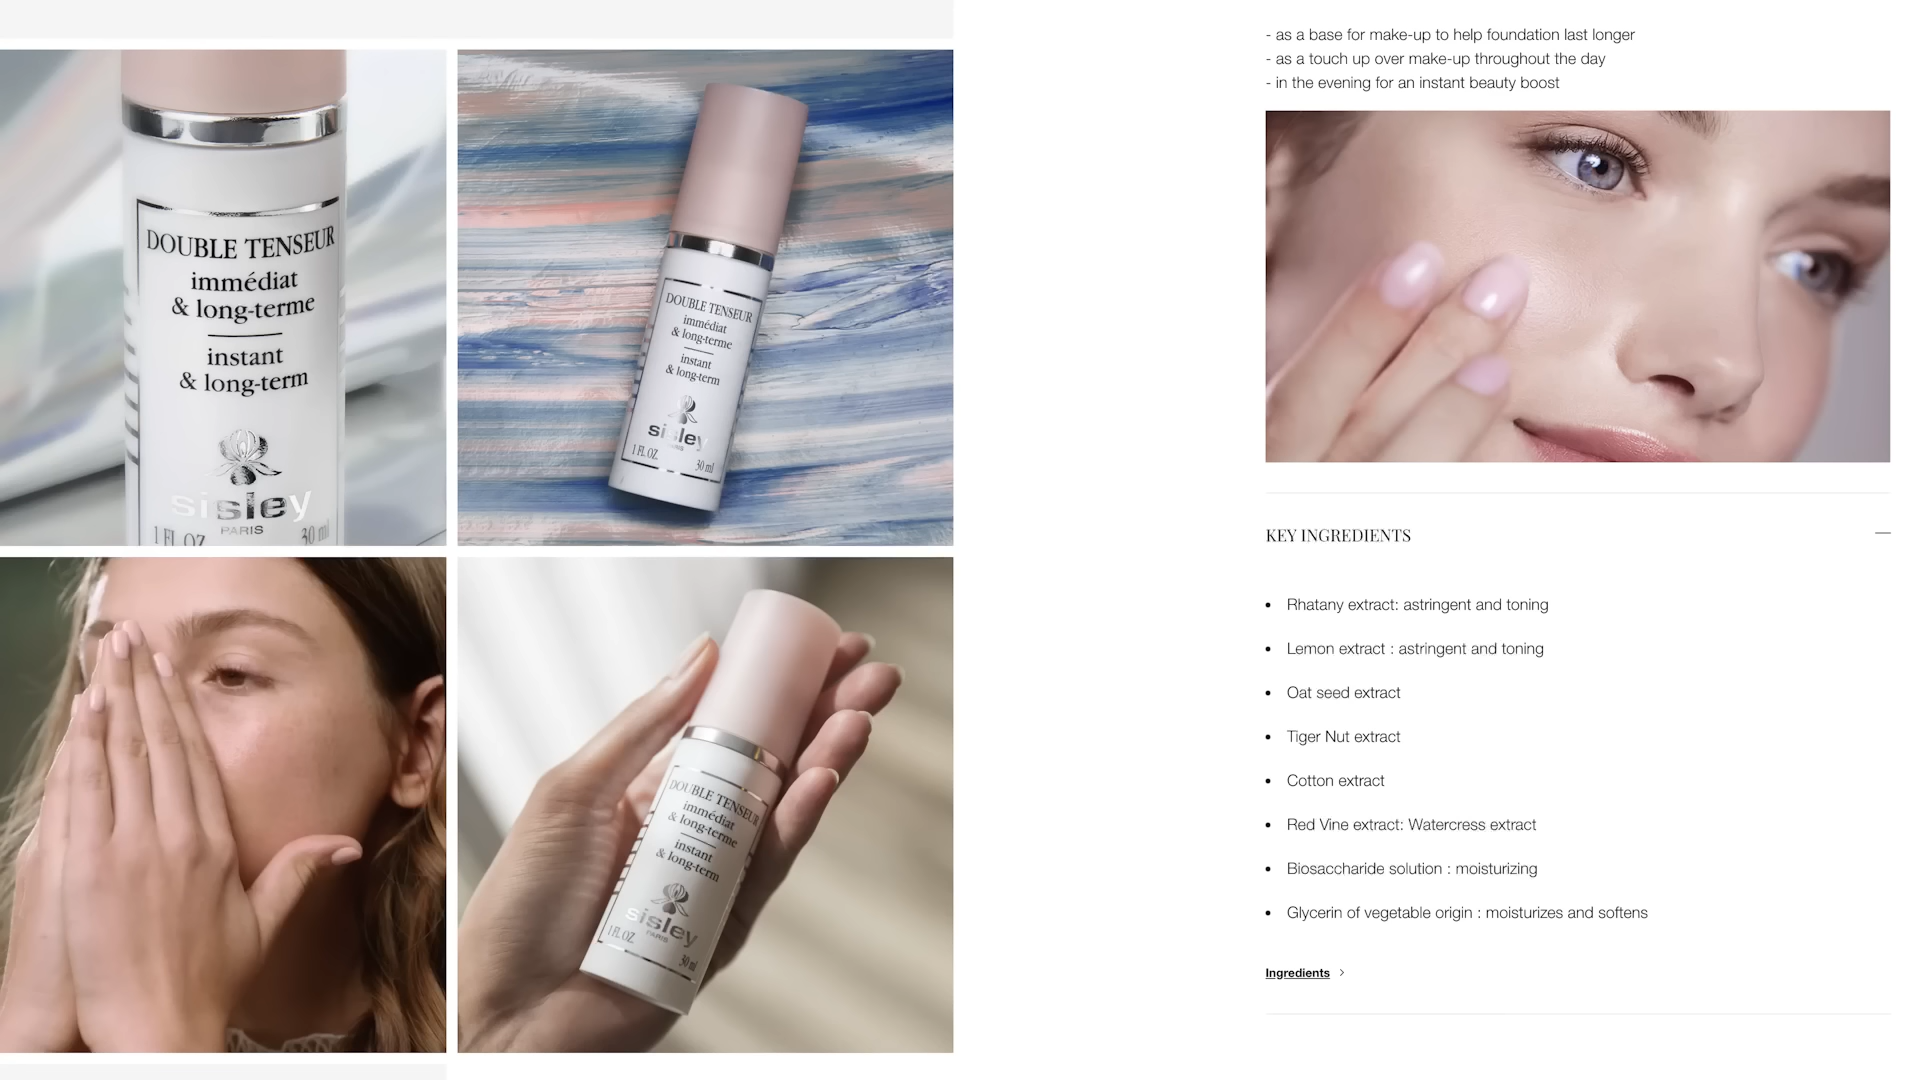 DOUBLE TENSEUR
immédiat
& long-terme
instant
& long-term
sisley
PARIS
1 FL. OZ
30 ml
DOUBLE TENSEUR
immédiat
& long-terme
instant
& long-term
sisley
PARIS
1 FL. OZ.
30 ml
DOUBLE TENSEUR
immédiat
& long-terme
instant
& long-term
sisley
PARIS
1 FL. OZ.
30 ml
- as a base for make-up to help foundation last longer
- as a touch up over make-up throughout the day
- in the evening for an instant beauty boost
KEY INGREDIENTS
• Rhatany extract: astringent and toning
• Lemon extract : astringent and toning
• Oat seed extract
• Tiger Nut extract
• Cotton extract
• Red Vine extract: Watercress extract
• Biosaccharide solution : moisturizing
• Glycerin of vegetable origin : moisturizes and softens
Ingredients